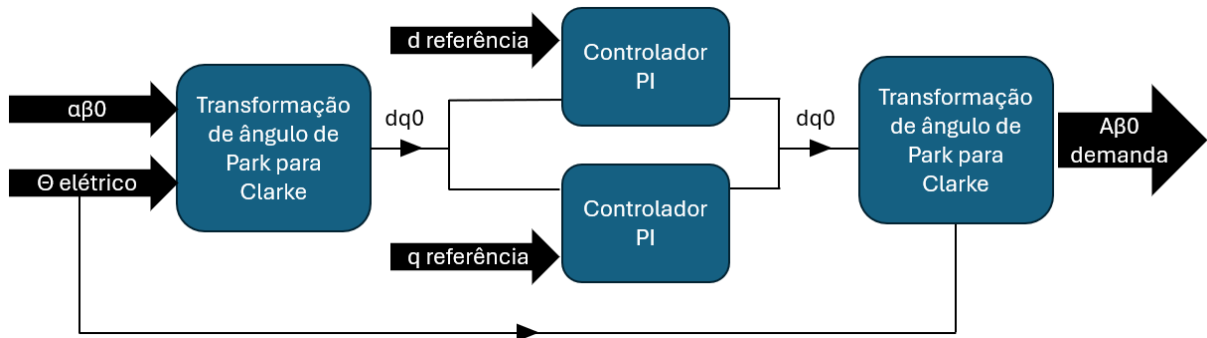 d referência
Controlador
PI
αβ0
Transformação
de ângulo de
Park para
Clarke
dq0
dq0
Transformação
de ângulo de
Park para
Clarke
Aβ0
demanda
Θ elétrico
Controlador
PI
q referência